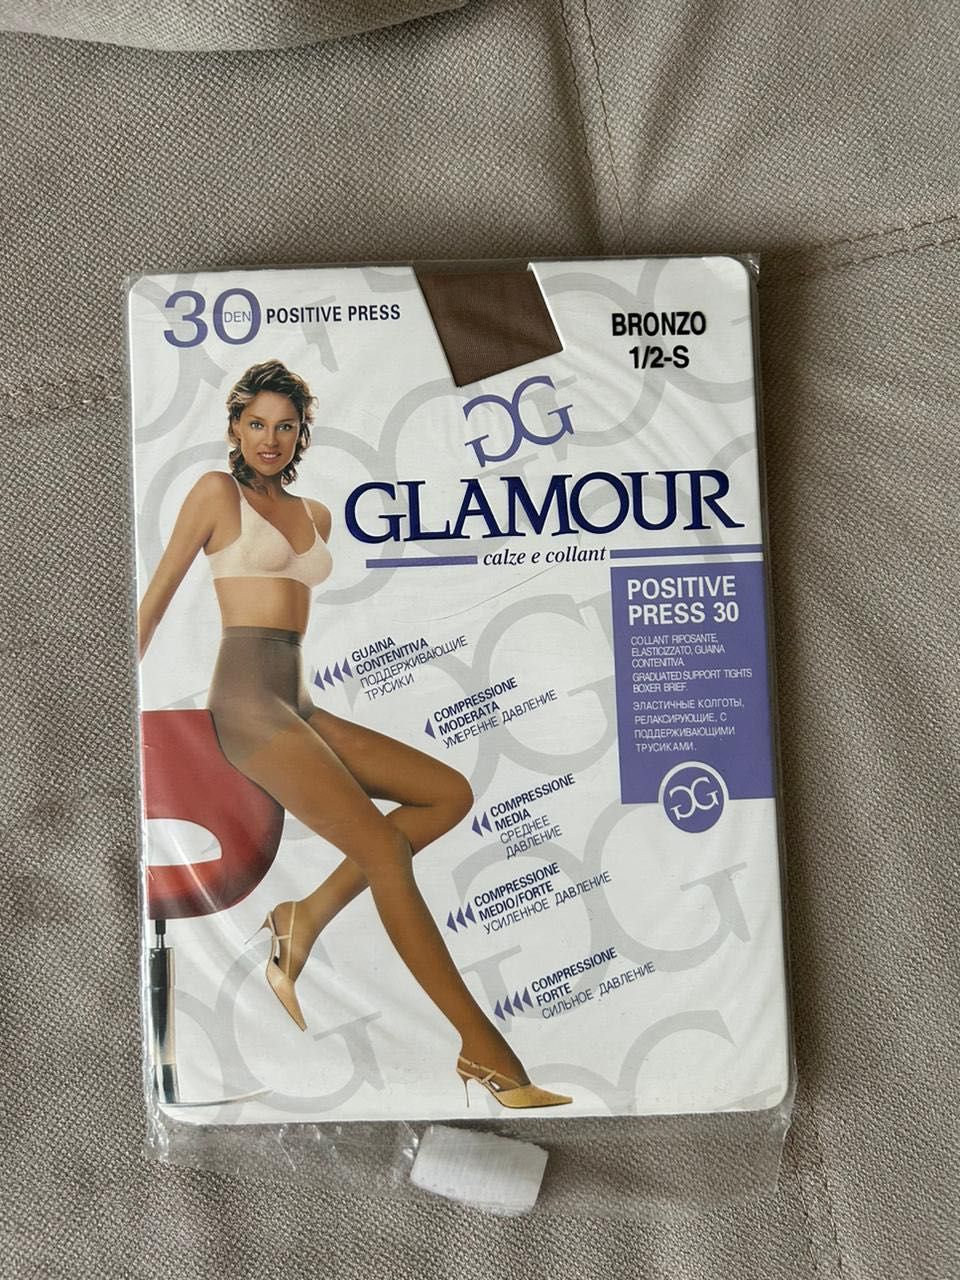 30 DEN POSITIVE PRESS
BRONZO
1/2-S
GG
GLAMOUR
calze e collant
POSITIVE
PRESS 30
COLLANT RIPOSANTE,
ELASTICIZZATO, GUAINA
CONTENITIVA
GRADUATED SUPPORT TIGHTS
BOXER BRIEF.
ЭЛАСТИЧНЫЕ КОЛГОТЫ,
РЕЛАКСИРУЮЩИЕ, С
ПОДДЕРЖИВАЮЩИМИ
ТРУСИКАМИ.
GG
GUAINA
CONTENITIVA
ПОДДЕРЖИВАЮЩИЕ
ТРУСИКИ
COMPRESSIONE
MODERATA
УМЕРЕННЕ ДАВЛЕНИЕ
COMPRESSIONE
MEDIA
СРЕДНЕЕ
ДАВЛЕНИЕ
COMPRESSIONE
MEDIO/FORTE
УСИЛЕННОЕ ДАВЛЕНИЕ
COMPRESSIONE
FORTE
СИЛЬНОЕ ДАВЛЕНИЕ